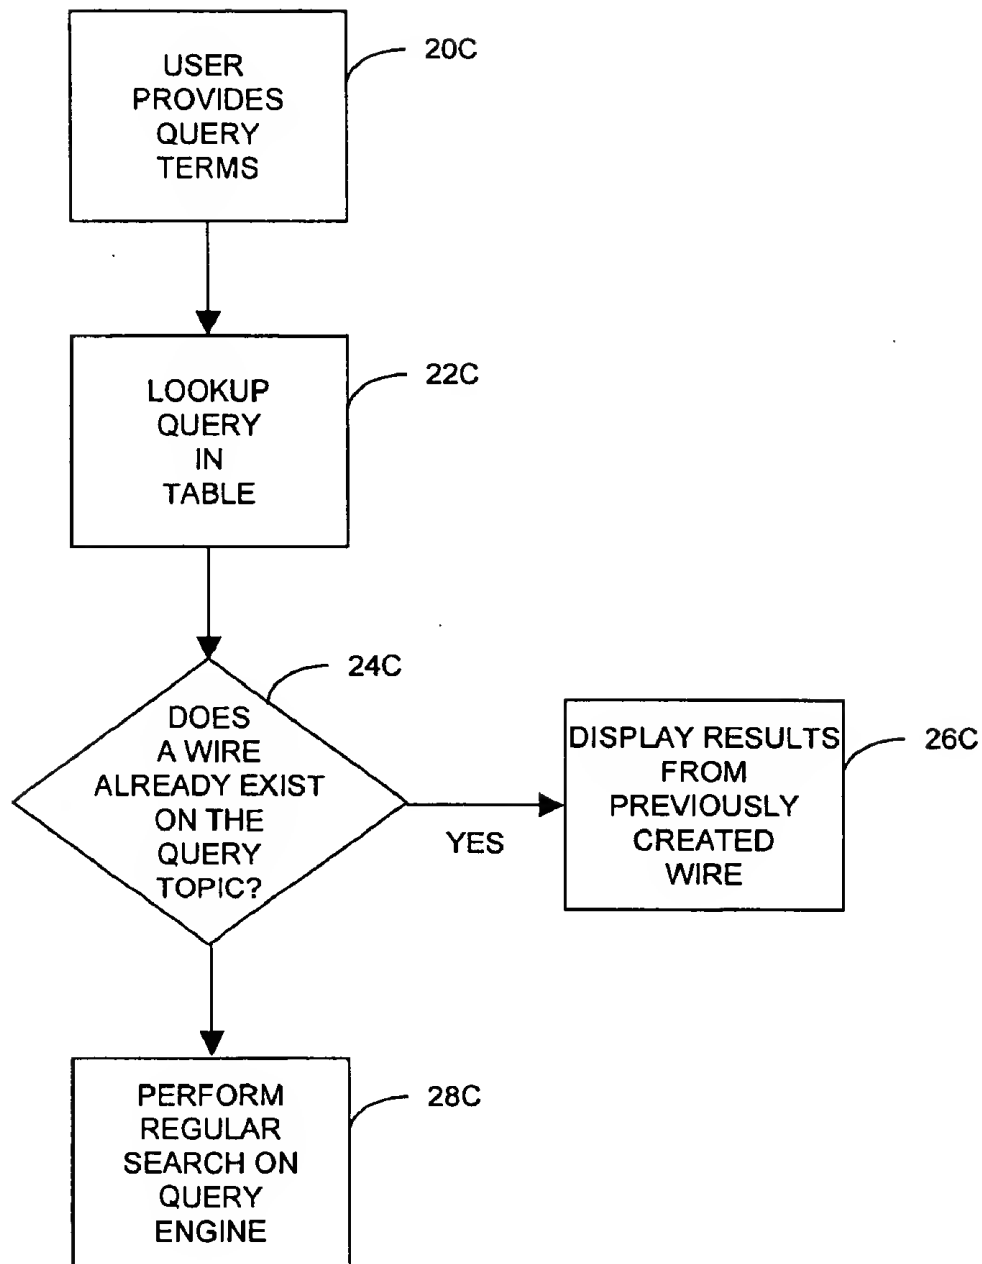 USER
PROVIDES
QUERY
TERMS
20C
LOOKUP
QUERY
IN
TABLE
22C
DOES
A WIRE
ALREADY EXIST
ON THE
QUERY
TOPIC?
24C
YES
DISPLAY RESULTS
FROM
PREVIOUSLY
CREATED
WIRE
26C
PERFORM
REGULAR
SEARCH ON
QUERY
ENGINE
28C